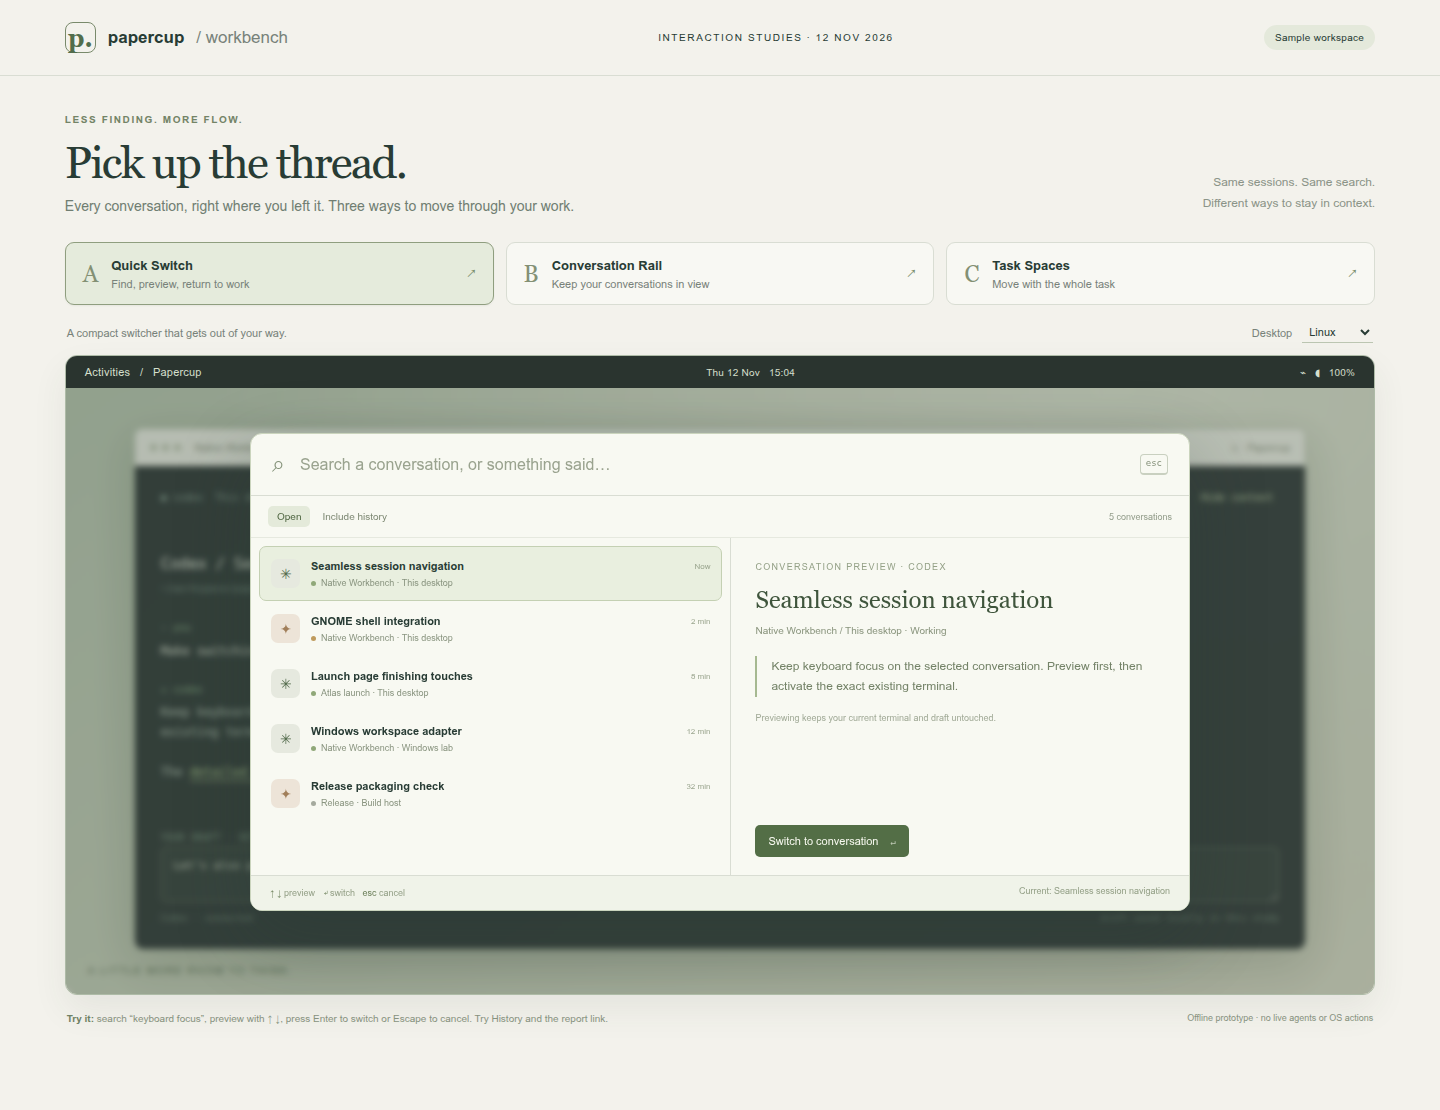 p. papercup / workbench
INTERACTION STUDIES · 12 NOV 2026
Sample workspace
LESS FINDING. MORE FLOW.
Pick up the thread.
Every conversation, right where you left it. Three ways to move through your work.
Same sessions. Same search.
Different ways to stay in context.
A Quick Switch ↗
Find, preview, return to work
B Conversation Rail ↗
Keep your conversations in view
C Task Spaces ↗
Move with the whole task
A compact switcher that gets out of your way.
Desktop Linux
Activities / Papercup
Thu 12 Nov 15:04
100%
Search a conversation, or something said…
esc
Open Include history
5 conversations
Seamless session navigation Now
Native Workbench · This desktop
GNOME shell integration 2 min
Native Workbench · This desktop
Launch page finishing touches 8 min
Atlas launch · This desktop
Windows workspace adapter 12 min
Native Workbench · Windows lab
Release packaging check 32 min
Release · Build host
CONVERSATION PREVIEW · CODEX
Seamless session navigation
Native Workbench / This desktop · Working
Keep keyboard focus on the selected conversation. Preview first, then
activate the exact existing terminal.
Previewing keeps your current terminal and draft untouched.
Switch to conversation ↵
↑↓ preview ↵ switch esc cancel
Current: Seamless session navigation
Try it: search “keyboard focus”, preview with ↑ ↓, press Enter to switch or Escape to cancel. Try History and the report link.
Offline prototype · no live agents or OS actions